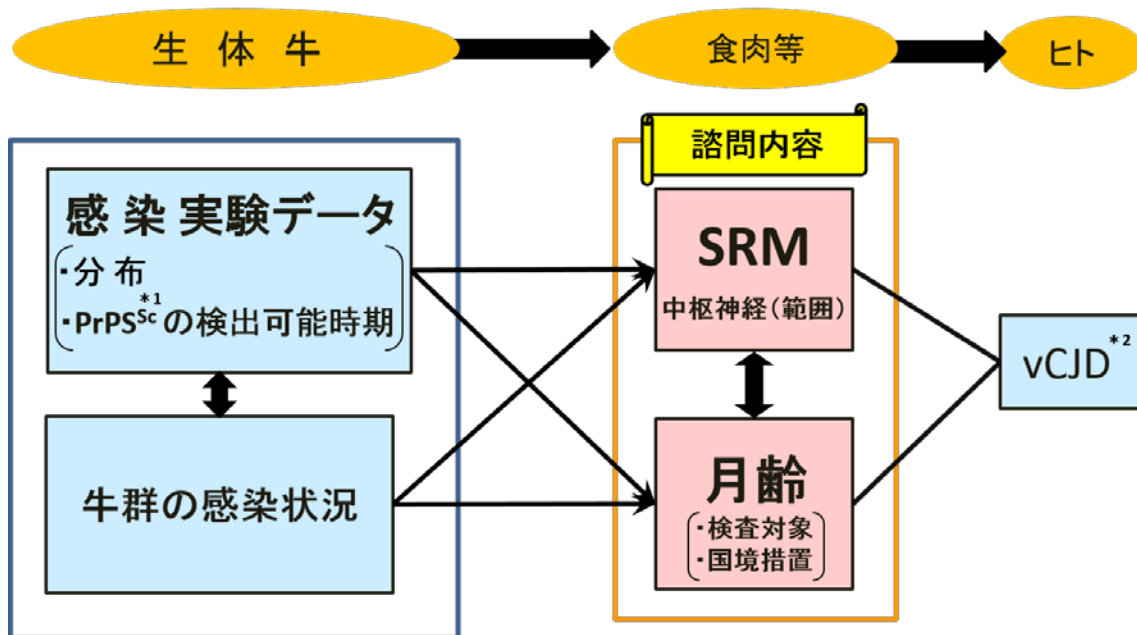 生 体 牛
食肉等
ヒト
諮問内容
感 染 実験データ
・分 布
・PrPSSc*1の検出可能時期
牛群の感染状況
SRM
中枢神経(範囲)
月齢
・検査対象
・国境措置
vCJD*2